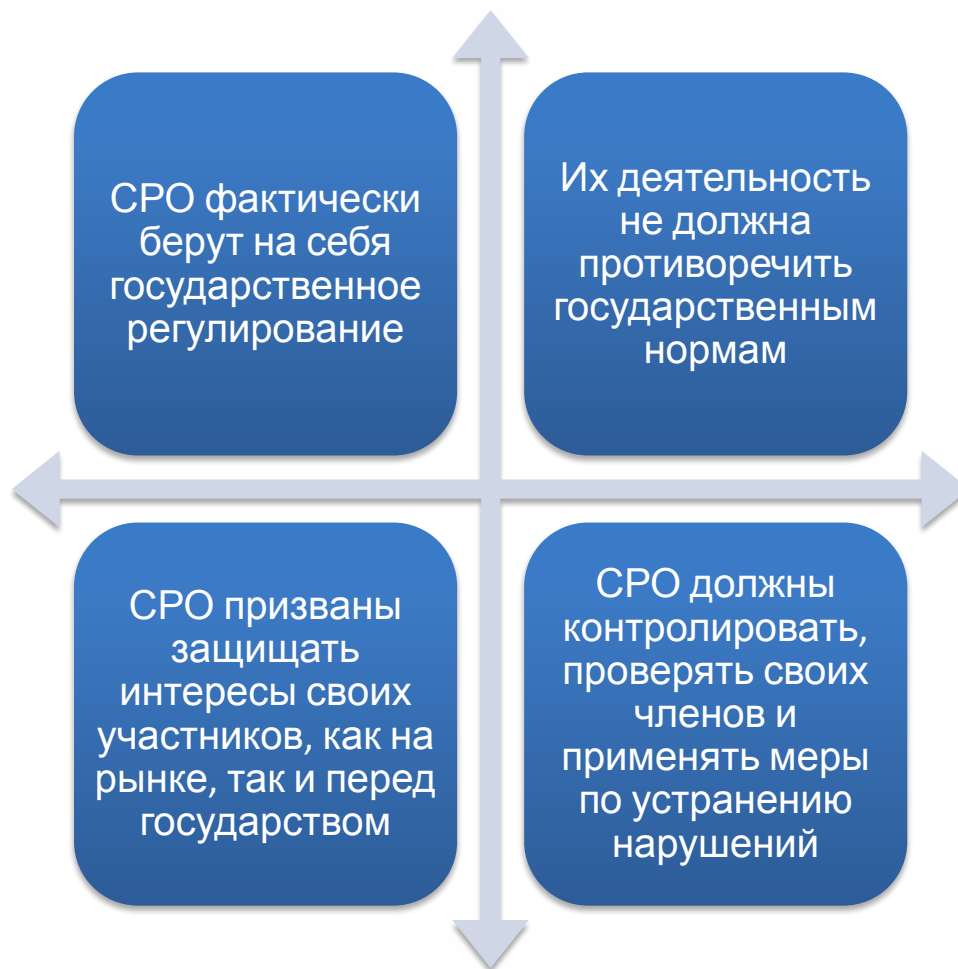 СРО фактически
берут на себя
государственное
регулирование
Их деятельность
не должна
противоречить
государственным
нормам
СРО призваны
защищать
интересы своих
участников, как на
рынке, так и перед
государством
СРО должны
контролировать,
проверять своих
членов и
применять меры
по устранению
нарушений